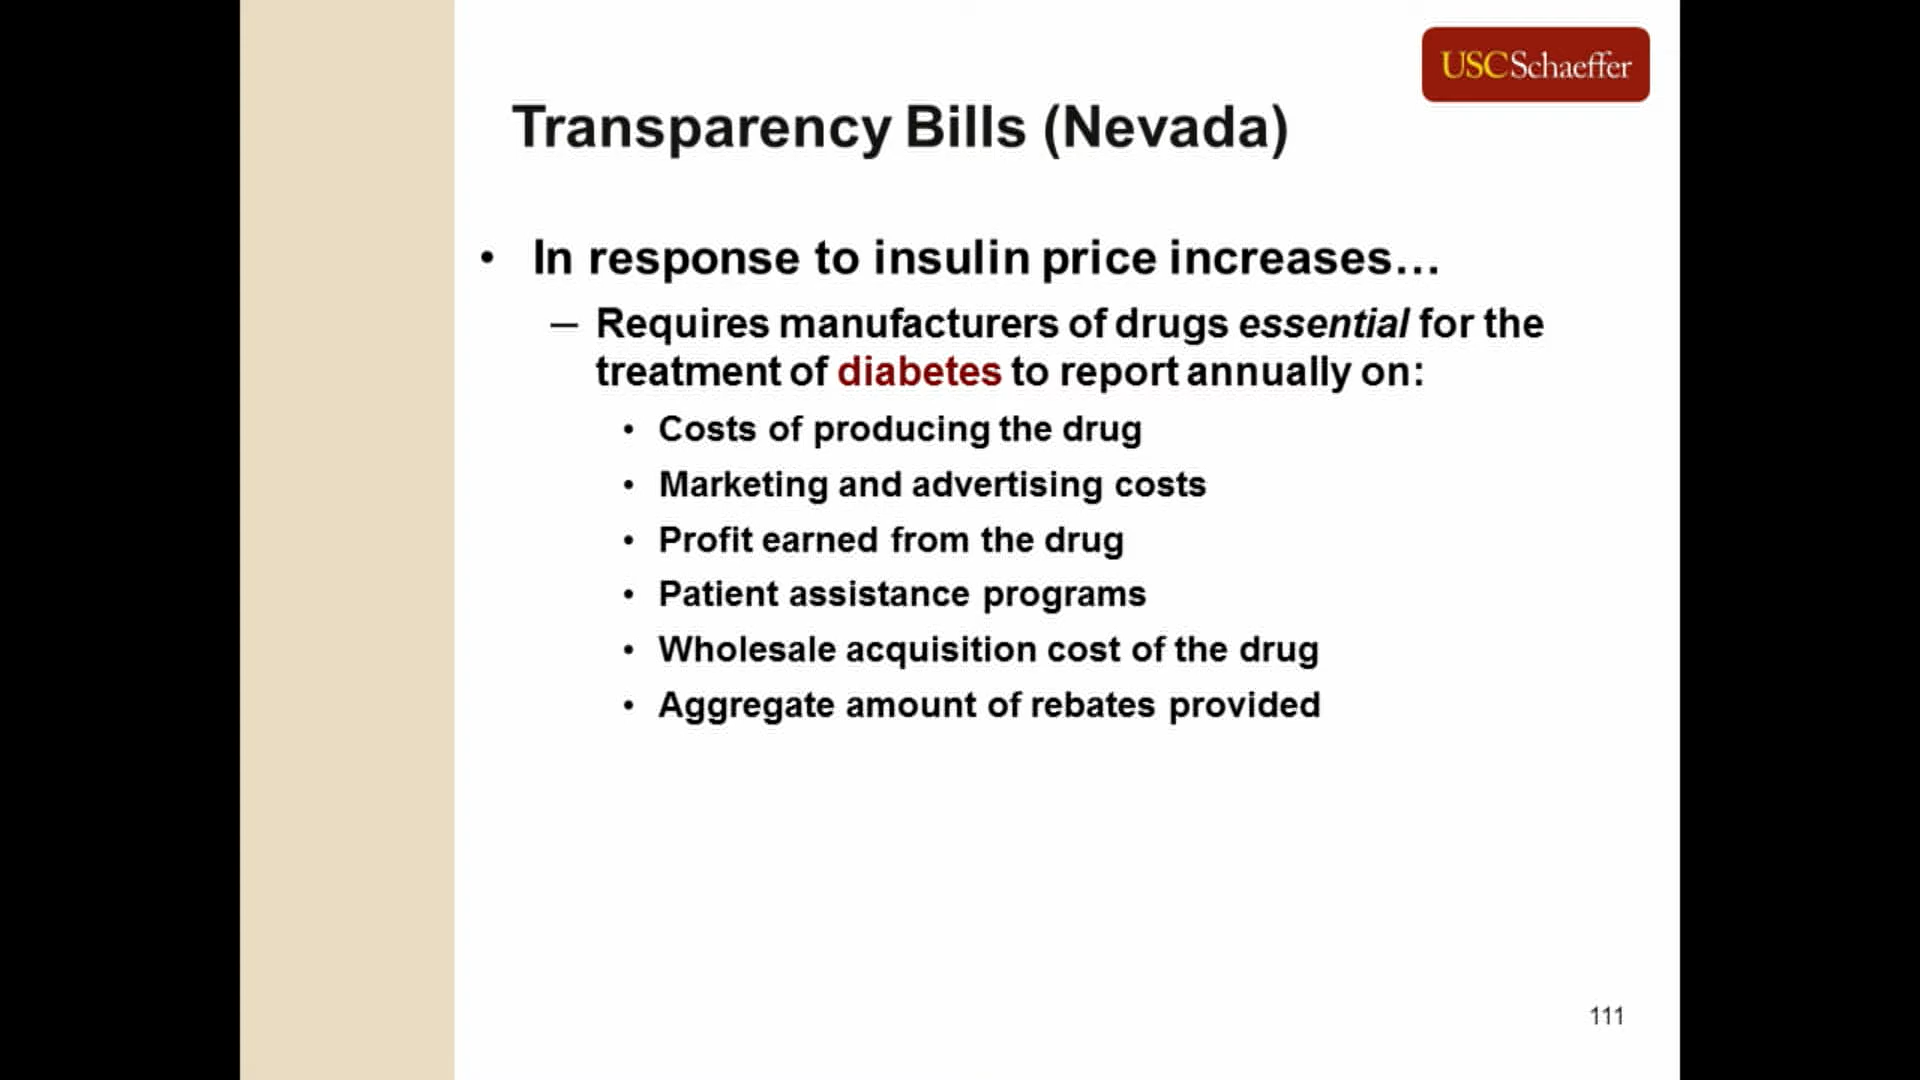 USCSchaeffer
Transparency Bills (Nevada)
• In response to insulin price increases…
– Requires manufacturers of drugs essential for the
treatment of diabetes to report annually on:
• Costs of producing the drug
• Marketing and advertising costs
• Profit earned from the drug
• Patient assistance programs
• Wholesale acquisition cost of the drug
• Aggregate amount of rebates provided
111